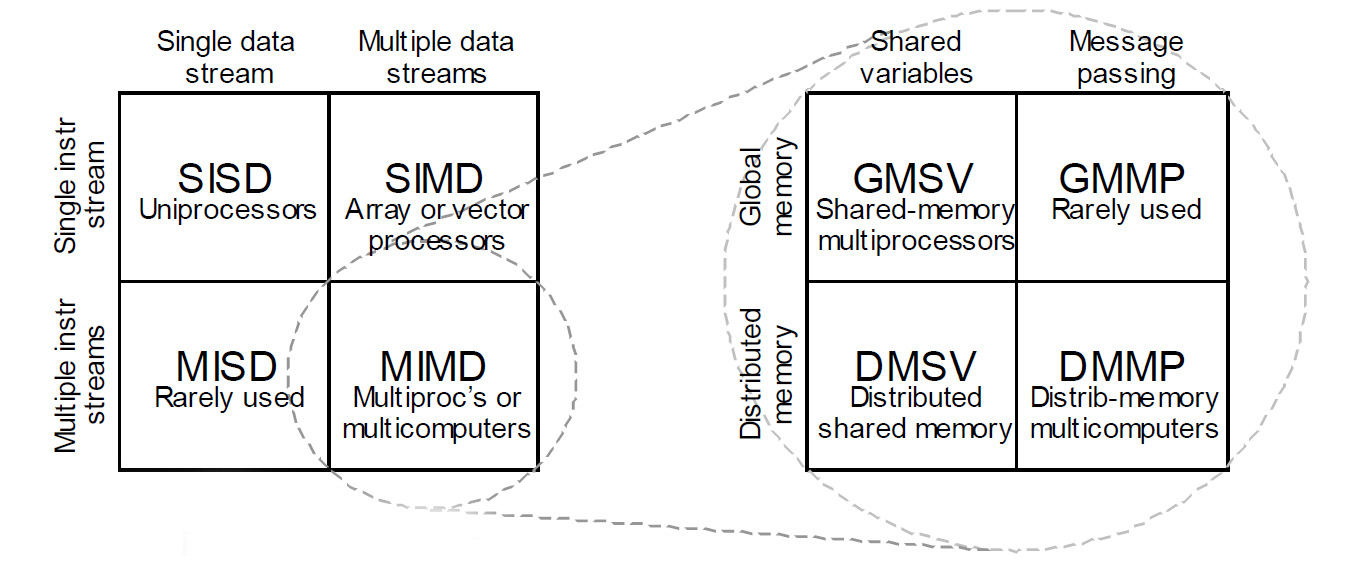 Single data
stream
Multiple data
streams
Shared
variables
Message
passing
Single instr
stream
SISD
Uniprocessors
SIMD
Array or vector
processors
Global
memory
GMSV
Shared-memory
multiprocessors
GMMP
Rarely used
Multiple instr
streams
MISD
Rarely used
MIMD
Multiproc’s or
multicomputers
Distributed
memory
DMSV
Distributed
shared memory
DMMP
Distrib-memory
multicomputers